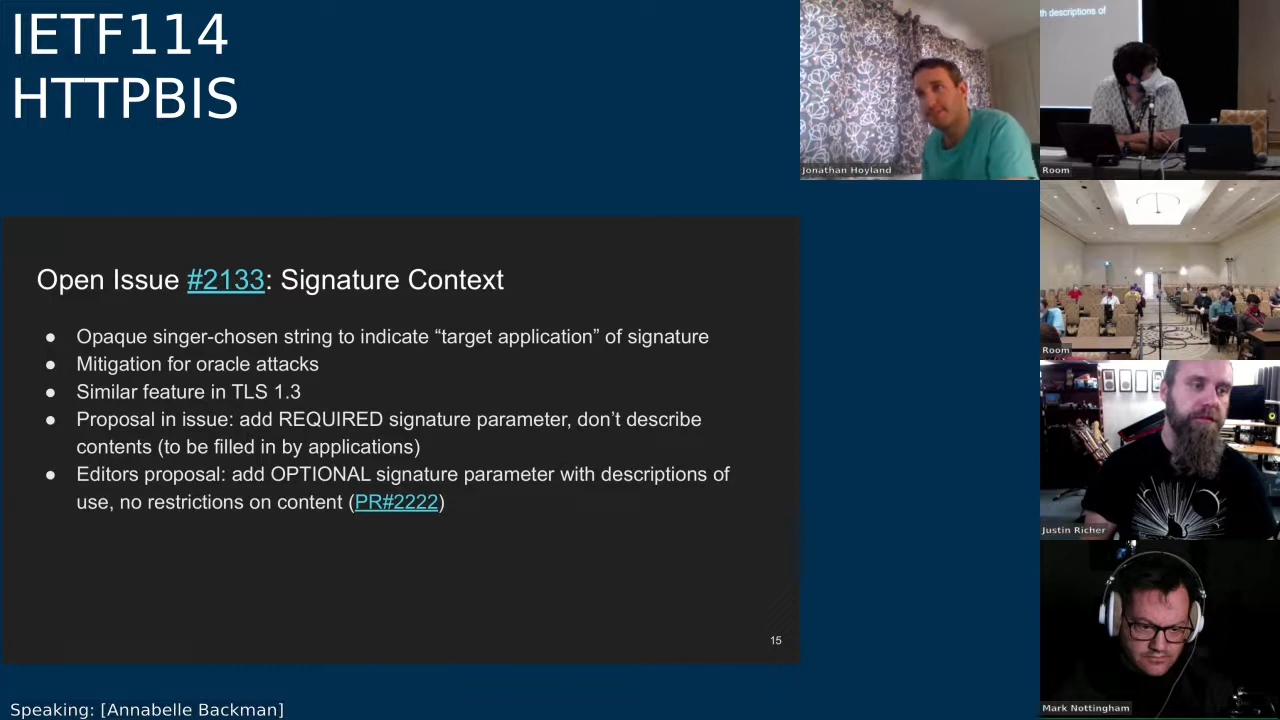 IETF114
HTTPBIS
th descriptions of
Jonathan Hoyland
Room
Open Issue #2133: Signature Context
● Opaque singer-chosen string to indicate “target application” of signature
● Mitigation for oracle attacks
● Similar feature in TLS 1.3
● Proposal in issue: add REQUIRED signature parameter, don’t describe
contents (to be filled in by applications)
● Editors proposal: add OPTIONAL signature parameter with descriptions of
use, no restrictions on content (PR#2222)
15
Room
Justin Richer
Mark Nottingham
Speaking: [Annabelle Backman]